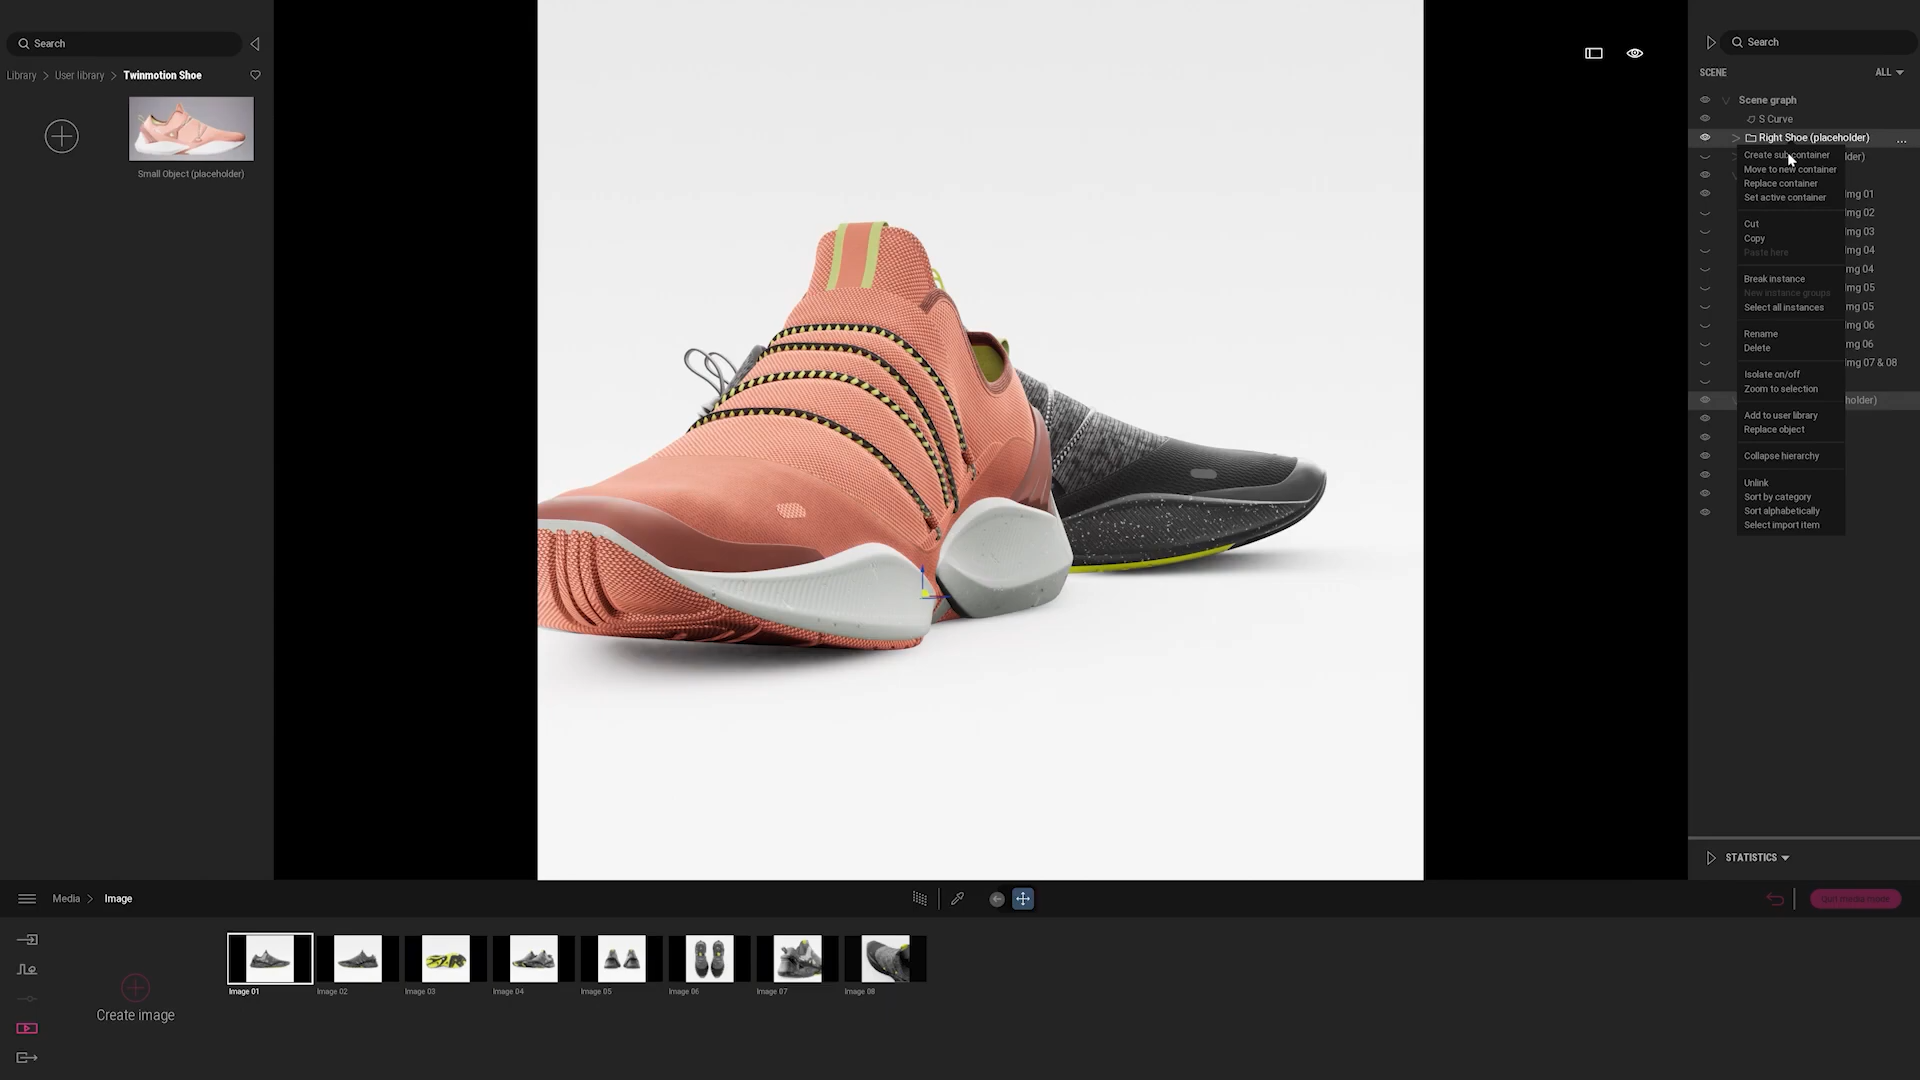 Search
Library > User library > Twinmotion Shoe
Small Object (placeholder)
Search
SCENE
ALL
Scene graph
S Curve
Right Shoe (placeholder)
...
lder)
Img 01
Img 02
Img 03
Img 04
Img 04
Img 05
Img 05
Img 06
Img 06
Img 07 & 08
holder)
Create sub container
Move to new container
Replace container
Set active container
Cut
Copy
Paste here
Break instance
New instance groups
Select all instances
Rename
Delete
Isolate on/off
Zoom to selection
Add to user library
Replace object
Collapse hierarchy
Unlink
Sort by category
Sort alphabetically
Select import item
STATISTICS
Media > Image
Quit media mode
Create image
Image 01
Image 02
Image 03
Image 04
Image 05
Image 06
Image 07
Image 08